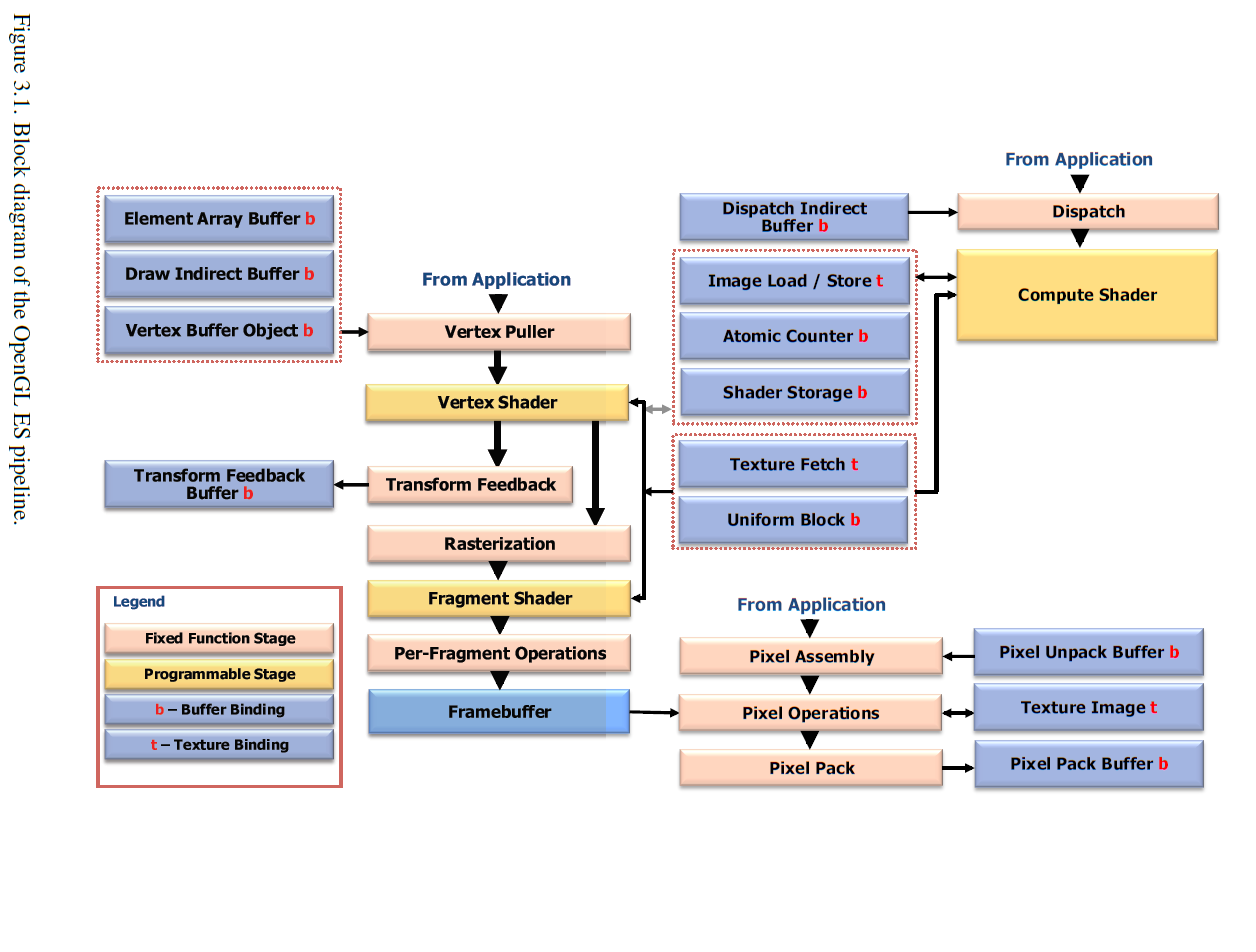 Figure 3.1. Block diagram of the OpenGL ES pipeline.
Element Array Buffer b
Draw Indirect Buffer b
Vertex Buffer Object b
From Application
Vertex Puller
Vertex Shader
Transform Feedback
Transform Feedback
Buffer b
Rasterization
Fragment Shader
Per-Fragment Operations
Framebuffer
Legend
Fixed Function Stage
Programmable Stage
b – Buffer Binding
t – Texture Binding
From Application
Dispatch Indirect
Buffer b
Dispatch
Image Load / Store t
Atomic Counter b
Shader Storage b
Compute Shader
Texture Fetch t
Uniform Block b
From Application
Pixel Assembly
Pixel Unpack Buffer b
Pixel Operations
Texture Image t
Pixel Pack
Pixel Pack Buffer b